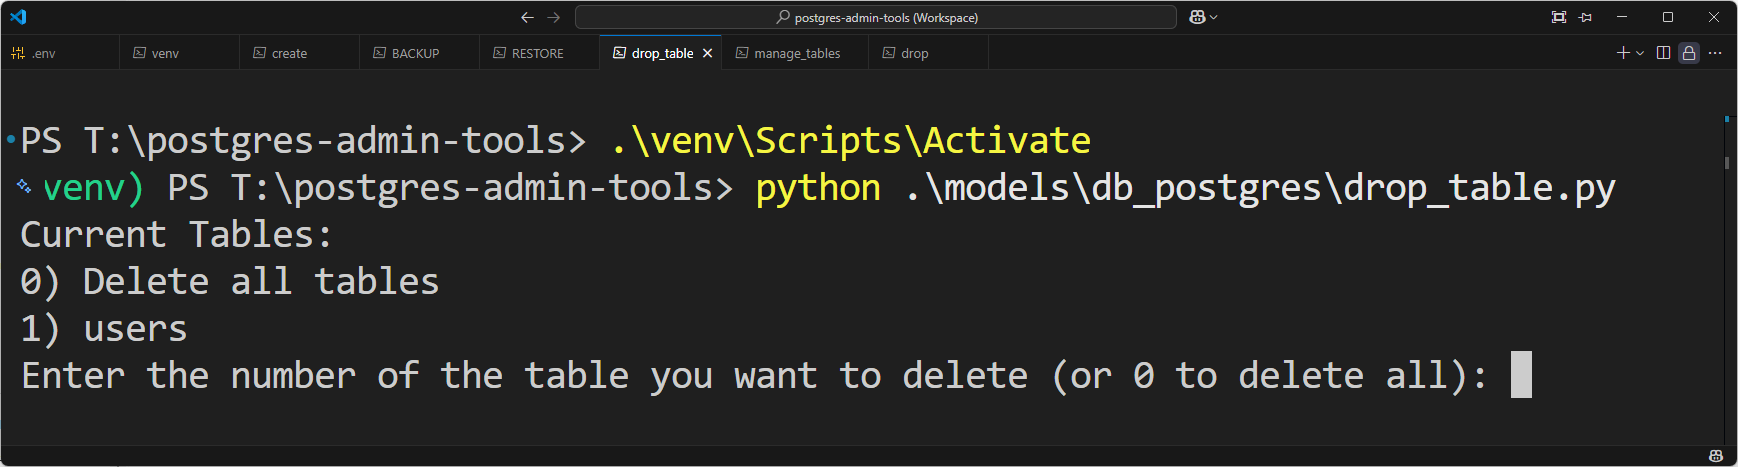 postgres-admin-tools (Workspace)
.env venv create BACKUP RESTORE drop_table manage_tables drop
PS T:\postgres-admin-tools> .\venv\Scripts\Activate
venv) PS T:\postgres-admin-tools> python .\models\db_postgres\drop_table.py
Current Tables:
0) Delete all tables
1) users
Enter the number of the table you want to delete (or 0 to delete all):